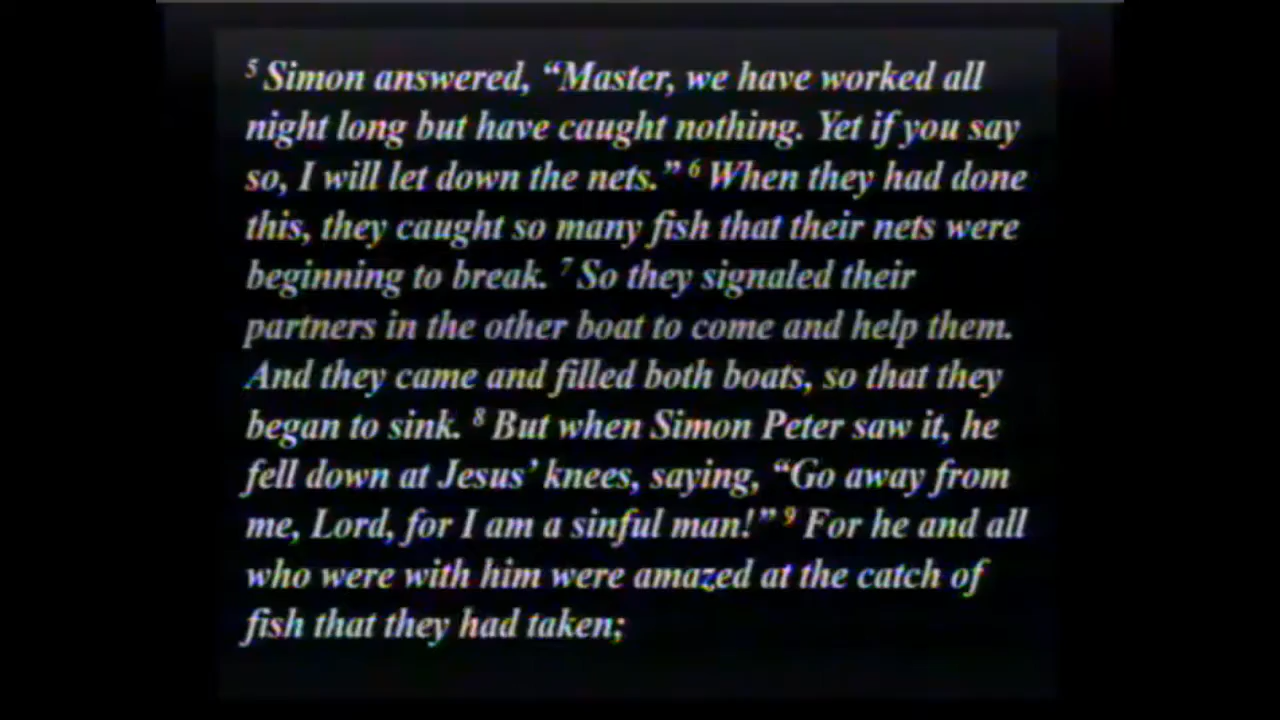 ⁵ Simon answered, “Master, we have worked all
night long but have caught nothing. Yet if you say
so, I will let down the nets.” ⁶ When they had done
this, they caught so many fish that their nets were
beginning to break. ⁷ So they signaled their
partners in the other boat to come and help them.
And they came and filled both boats, so that they
began to sink. ⁸ But when Simon Peter saw it, he
fell down at Jesus’ knees, saying, “Go away from
me, Lord, for I am a sinful man!” ⁹ For he and all
who were with him were amazed at the catch of
fish that they had taken;